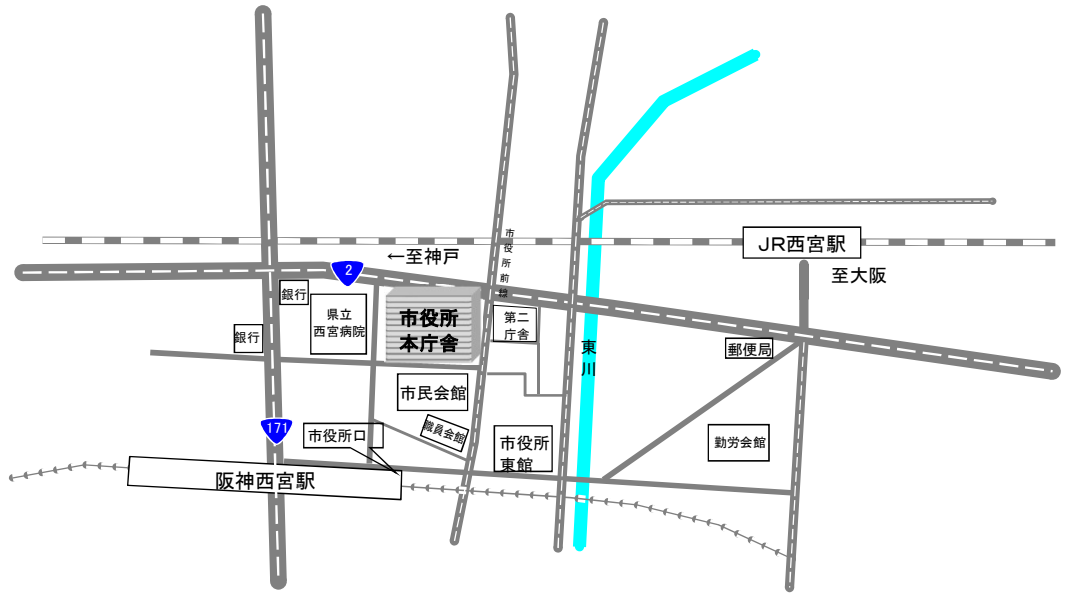 市役所前線
JR西宮駅
←至神戸
2
至大阪
銀行
県立
西宮病院
市役所
本庁舎
第二
庁舎
銀行
東川
郵便局
市民会館
171
市役所口
職員会館
市役所
東館
勤労会館
阪神西宮駅